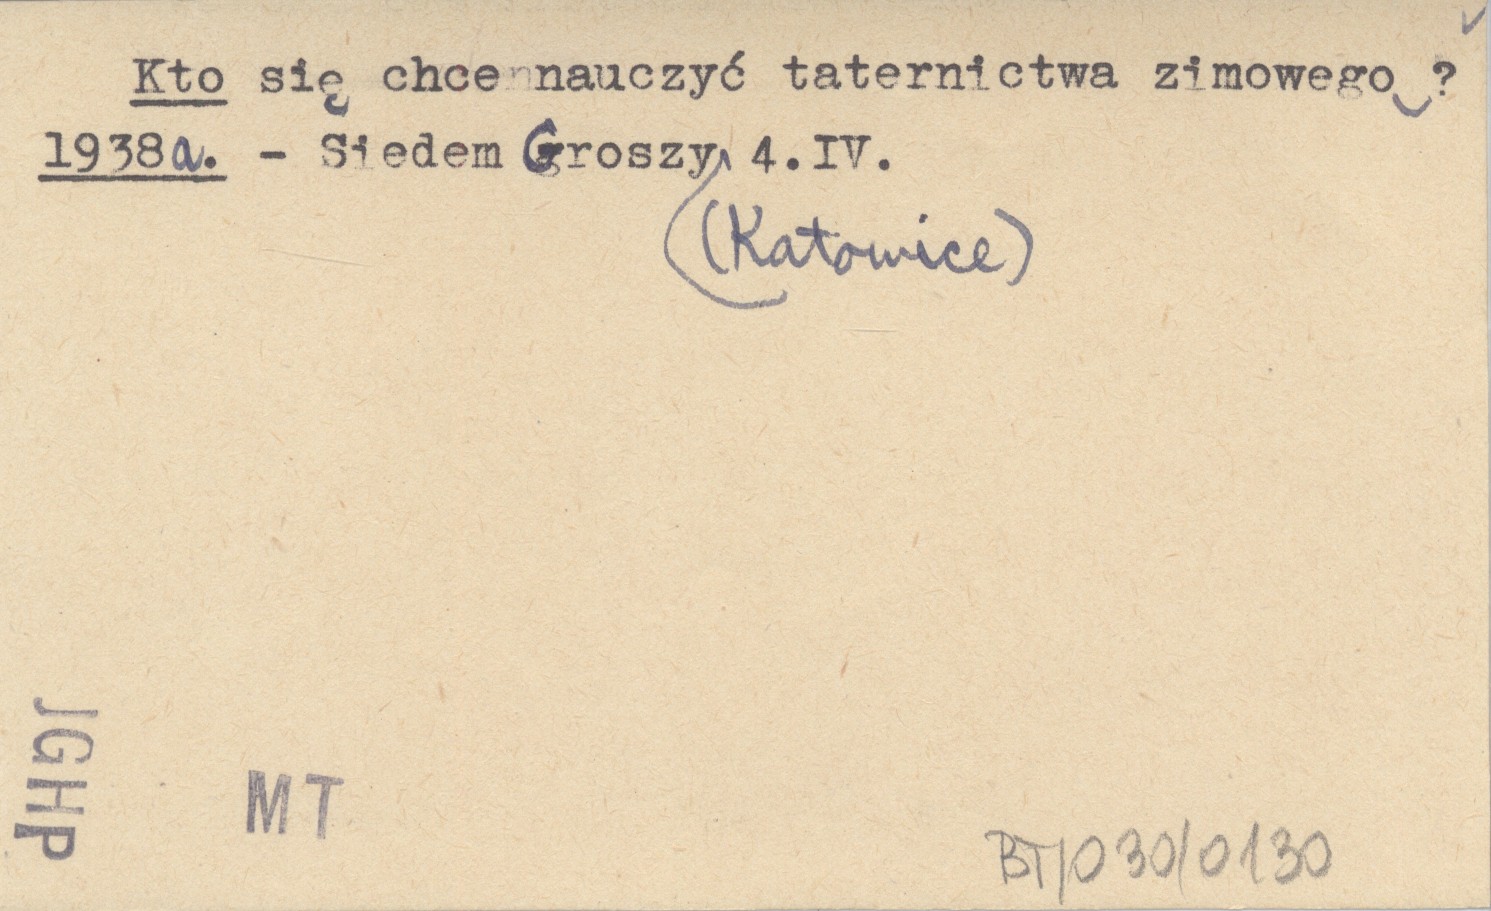 Kto się chce nauczyć taternictwa zimowego?
1938a. - Siedem Groszy 4.IV.
(Katowice)
JGHP
MT
BT/030/0130